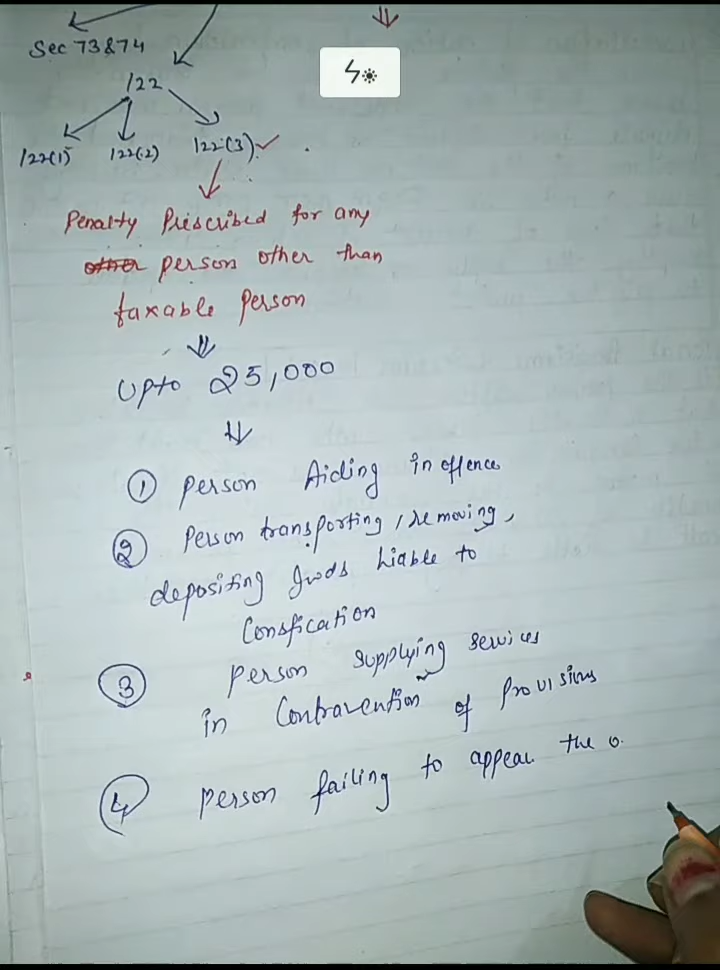 Sec 73 & 74
122
122(1) 122(2) 122(3) ✓
Penalty Priscribed for any
other person other than
taxable Person
Upto 25,000
① Person Aiding in offence
② Person transporting, removing,
depositing goods liable to
Consfication
③ Person supplying services
in Contravention of Provisions
④ Person failing to appear the o